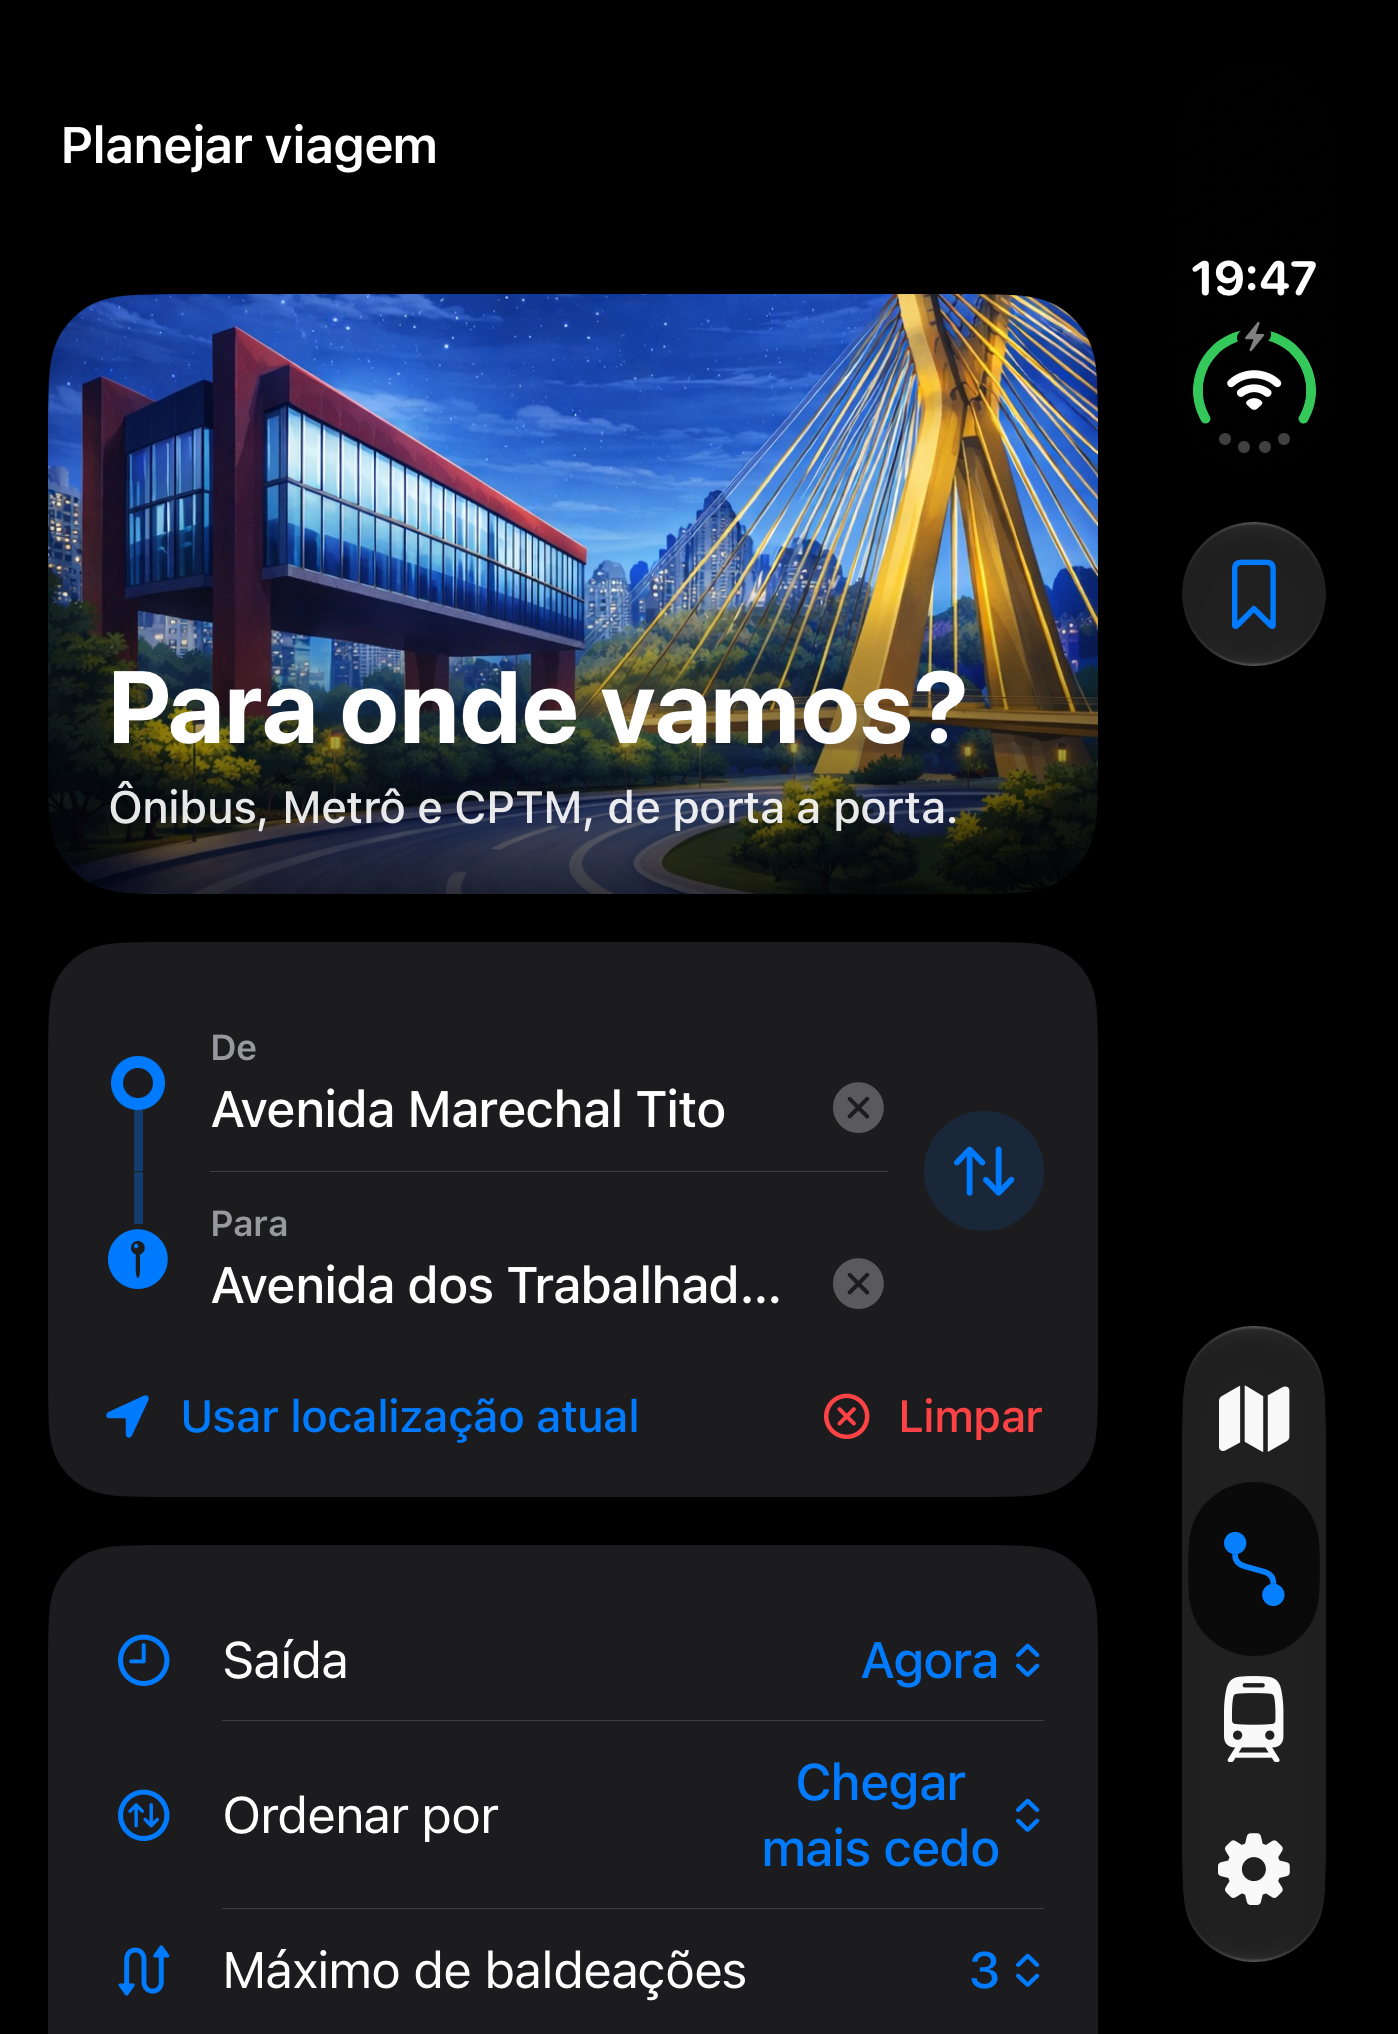 Planejar viagem
19:47
Para onde vamos?
Ônibus, Metrô e CPTM, de porta a porta.
De
Avenida Marechal Tito
Para
Avenida dos Trabalhad...
Usar localização atual
Limpar
Saída
Agora
Ordenar por
Chegar
mais cedo
Máximo de baldeações
3